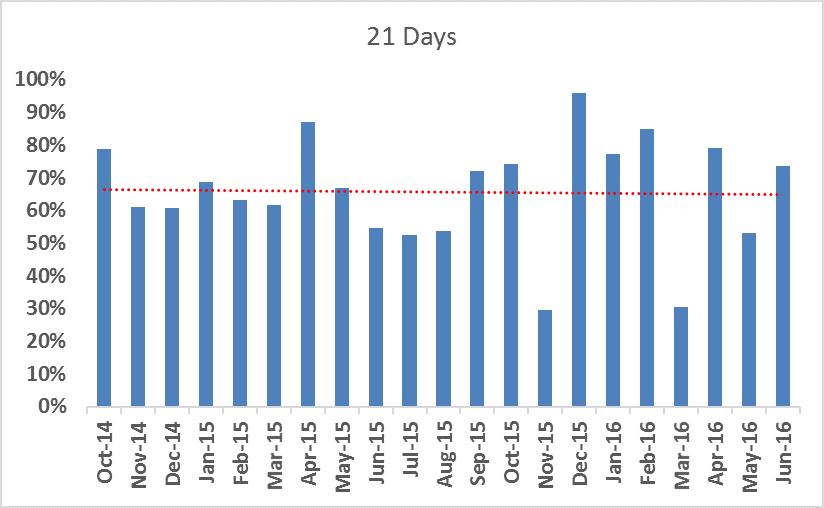 21 Days
100%
90%
80%
70%
60%
50%
40%
30%
20%
10%
0%
Oct-14
Nov-14
Dec-14
Jan-15
Feb-15
Mar-15
Apr-15
May-15
Jun-15
Jul-15
Aug-15
Sep-15
Oct-15
Nov-15
Dec-15
Jan-16
Feb-16
Mar-16
Apr-16
May-16
Jun-16